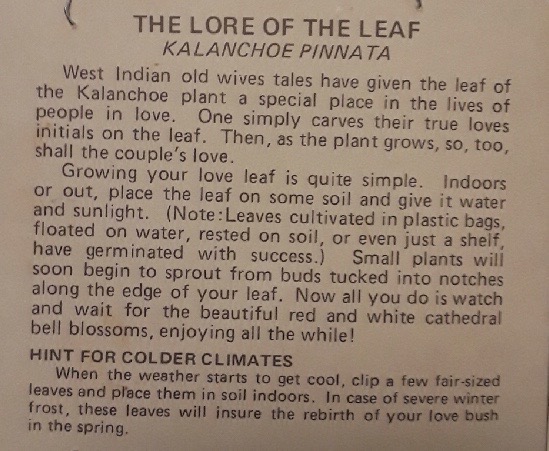 THE LORE OF THE LEAF
KALANCHOE PINNATA
West Indian old wives tales have given the leaf of
the Kalanchoe plant a special place in the lives of
people in love. One simply carves their true loves
initials on the leaf. Then, as the plant grows, so, too,
shall the couple's love.
Growing your love leaf is quite simple. Indoors
or out, place the leaf on some soil and give it water
and sunlight. (Note:Leaves cultivated in plastic bags,
floated on water, rested on soil, or even just a shelf,
have germinated with success.) Small plants will
soon begin to sprout from buds tucked into notches
along the edge of your leaf. Now all you do is watch
and wait for the beautiful red and white cathedral
bell blossoms, enjoying all the while!
HINT FOR COLDER CLIMATES
When the weather starts to get cool, clip a few fair-sized
leaves and place them in soil indoors. In case of severe winter
frost, these leaves will insure the rebirth of your love bush
in the spring.